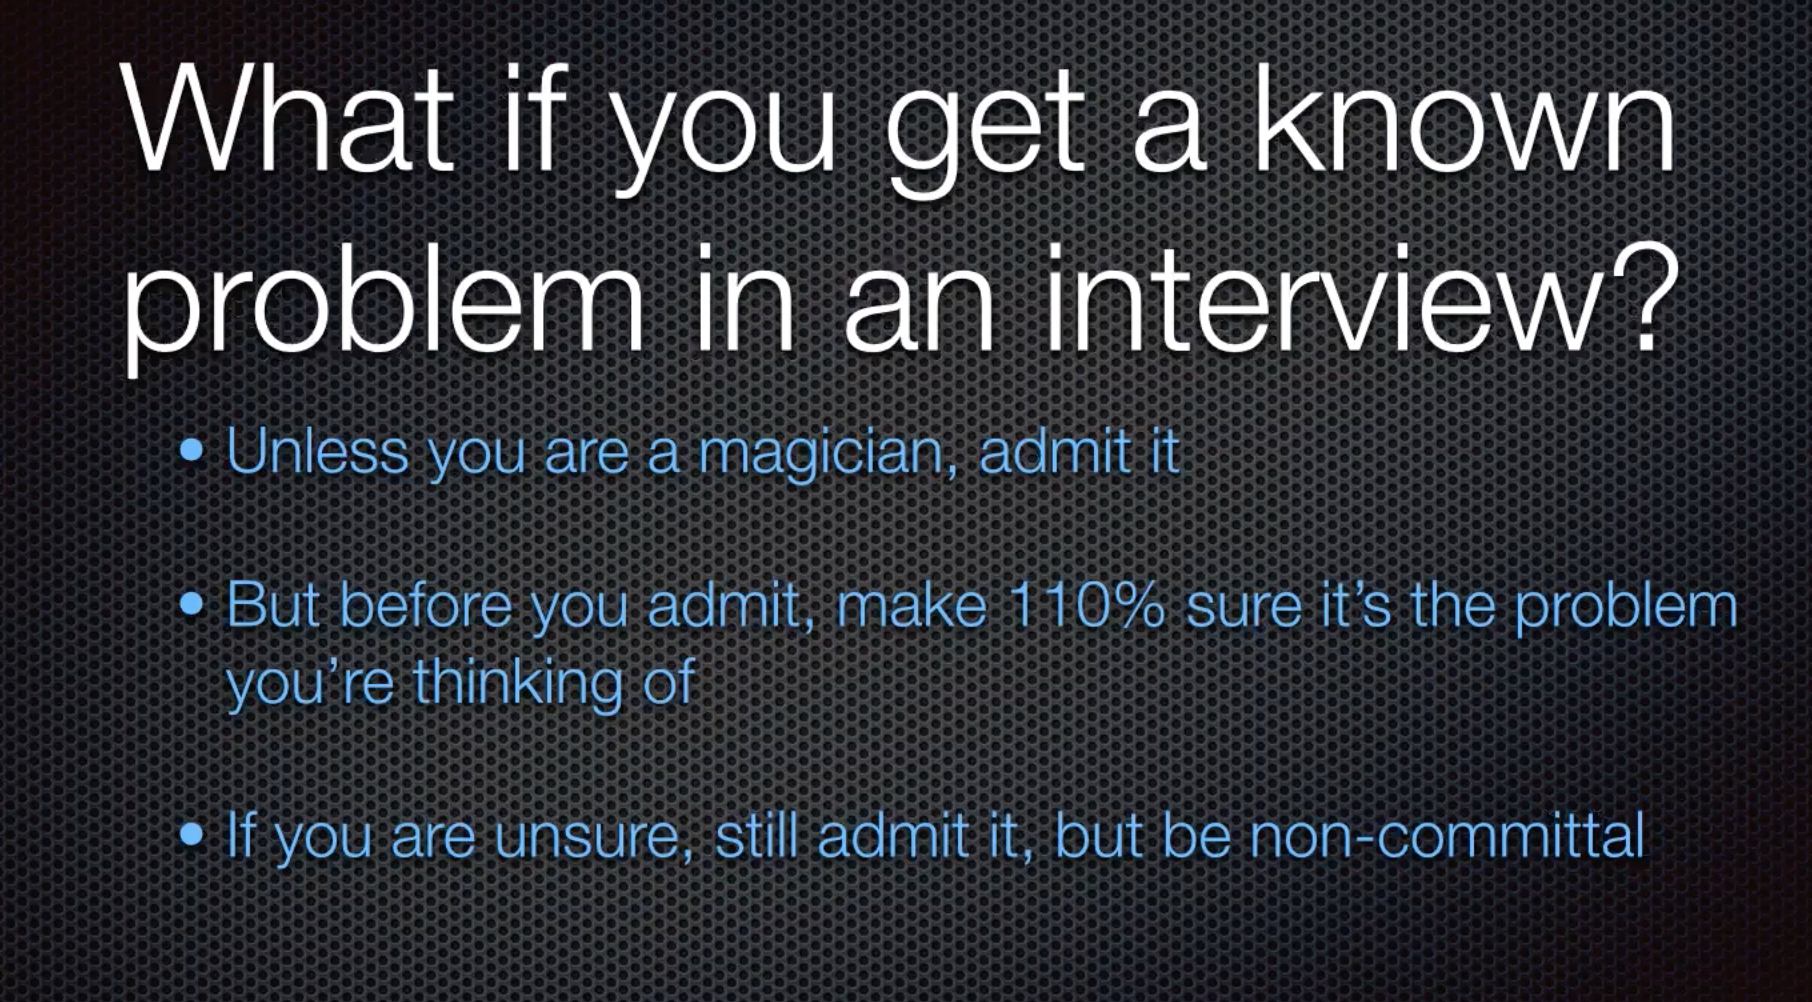 What if you get a known
problem in an interview?
• Unless you are a magician, admit it
• But before you admit, make 110% sure it’s the problem
you’re thinking of
• If you are unsure, still admit it, but be non-committal